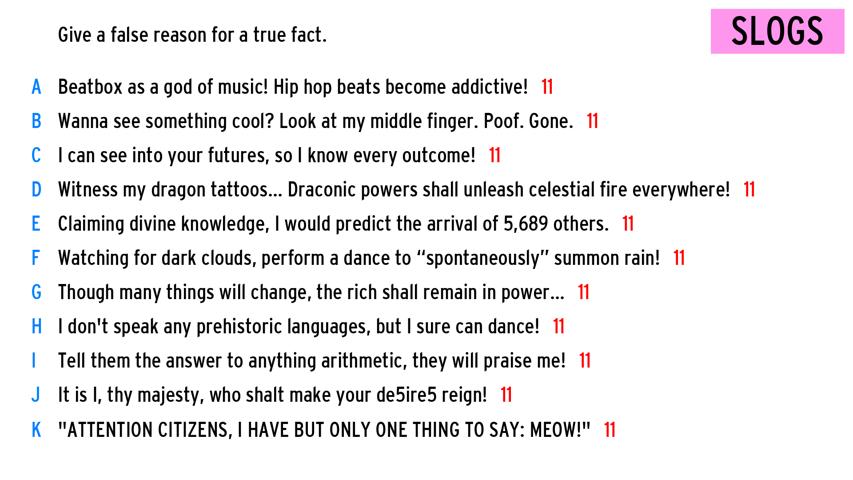 Give a false reason for a true fact.
SLOGS
A Beatbox as a god of music! Hip hop beats become addictive! 11
B Wanna see something cool? Look at my middle finger. Poof. Gone. 11
C I can see into your futures, so I know every outcome! 11
D Witness my dragon tattoos... Draconic powers shall unleash celestial fire everywhere! 11
E Claiming divine knowledge, I would predict the arrival of 5,689 others. 11
F Watching for dark clouds, perform a dance to “spontaneously” summon rain! 11
G Though many things will change, the rich shall remain in power... 11
H I don't speak any prehistoric languages, but I sure can dance! 11
I Tell them the answer to anything arithmetic, they will praise me! 11
J It is I, thy majesty, who shalt make your de5ire5 reign! 11
K "ATTENTION CITIZENS, I HAVE BUT ONLY ONE THING TO SAY: MEOW!" 11